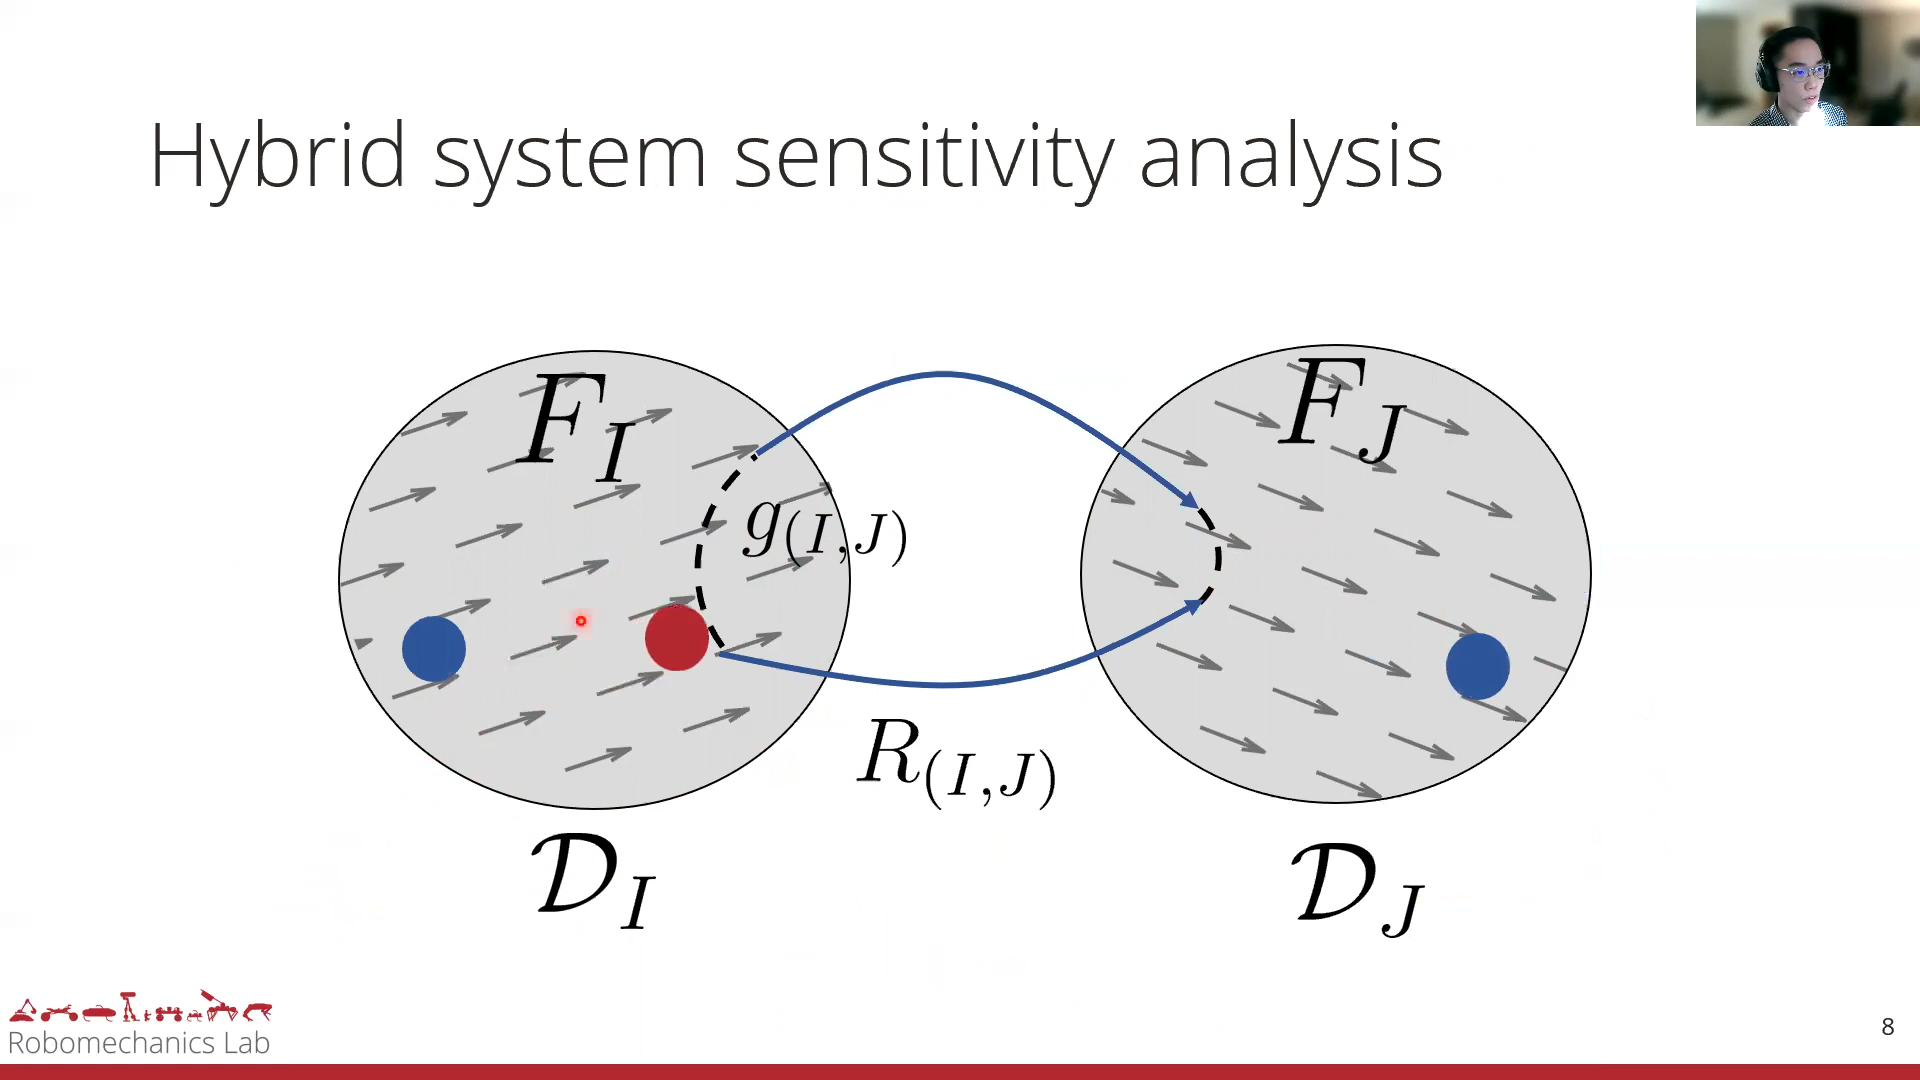 Hybrid system sensitivity analysis
F_I
F_J
g_(I,J)
R_(I,J)
𝒟_I
𝒟_J
Robomechanics Lab
8